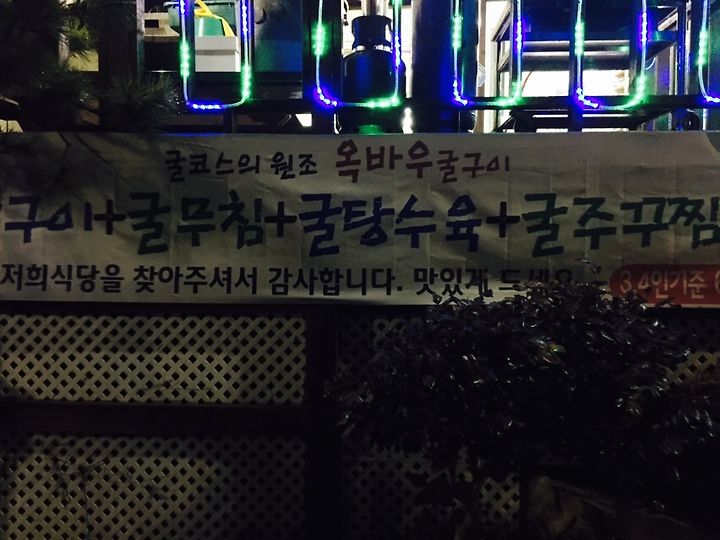 굴코스의 원조 옥바우굴구이
구이+굴무침+굴탕수육+굴주꾸찜
저희식당을 찾아주셔서 감사합니다. 맛있게 드세요
3,4인기준